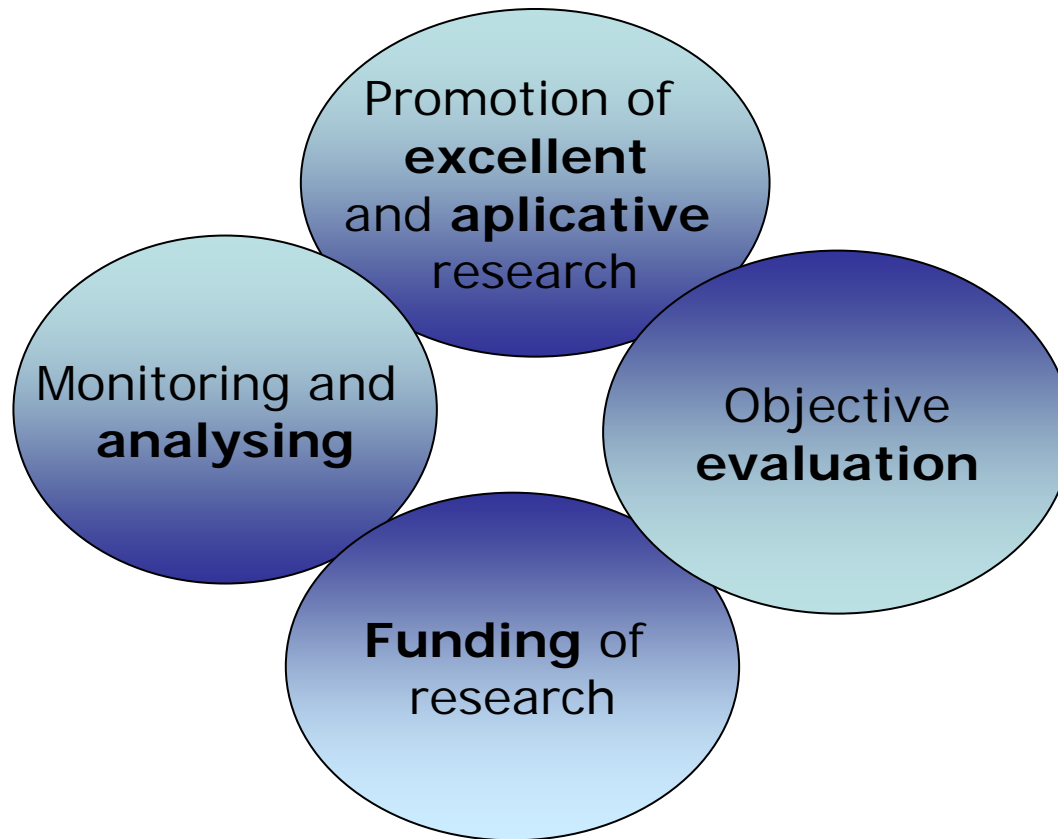 Promotion of
excellent
and aplicative
research
Monitoring and
analysing
Objective
evaluation
Funding of
research